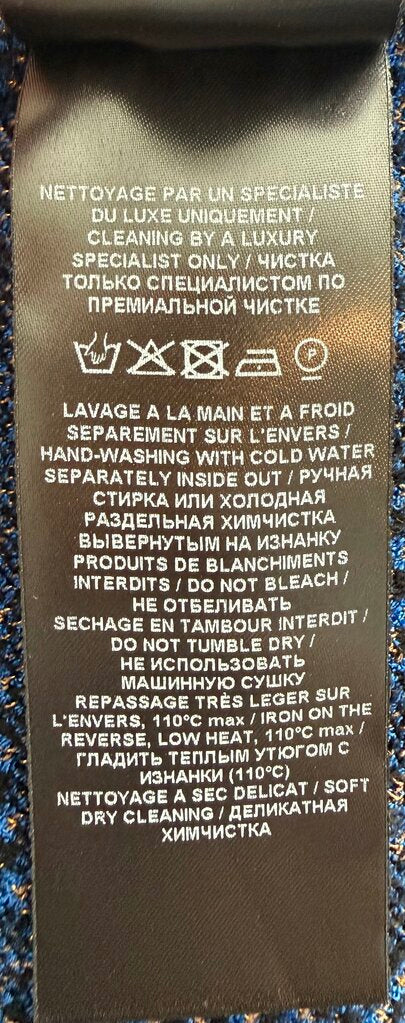 NETTOYAGE PAR UN SPECIALISTE
DU LUXE UNIQUEMENT /
CLEANING BY A LUXURY
SPECIALIST ONLY / ЧИСТКА
ТОЛЬКО СПЕЦИАЛИСТОМ ПО
ПРЕМИАЛЬНОЙ ЧИСТКЕ
P
LAVAGE A LA MAIN ET A FROID
SEPAREMENT SUR L'ENVERS /
HAND-WASHING WITH COLD WATER
SEPARATELY INSIDE OUT / РУЧНАЯ
СТИРКА ИЛИ ХОЛОДНАЯ
РАЗДЕЛЬНАЯ ХИМЧИСТКА
ВЫВЕРНУТЫМ НА ИЗНАНКУ
PRODUITS DE BLANCHIMENTS
INTERDITS / DO NOT BLEACH /
НЕ ОТБЕЛИВАТЬ
SECHAGE EN TAMBOUR INTERDIT /
DO NOT TUMBLE DRY /
НЕ ИСПОЛЬЗОВАТЬ
МАШИННУЮ СУШКУ
REPASSAGE TRÈS LEGER SUR
L'ENVERS, 110°C max / IRON ON THE
REVERSE, LOW HEAT, 110°C max /
ГЛАДИТЬ ТЕПЛЫМ УТЮГОМ С
ИЗНАНКИ (110°C)
NETTOYAGE A SEC DELICAT / SOFT
DRY CLEANING / ДЕЛИКАТНАЯ
ХИМЧИСТКА